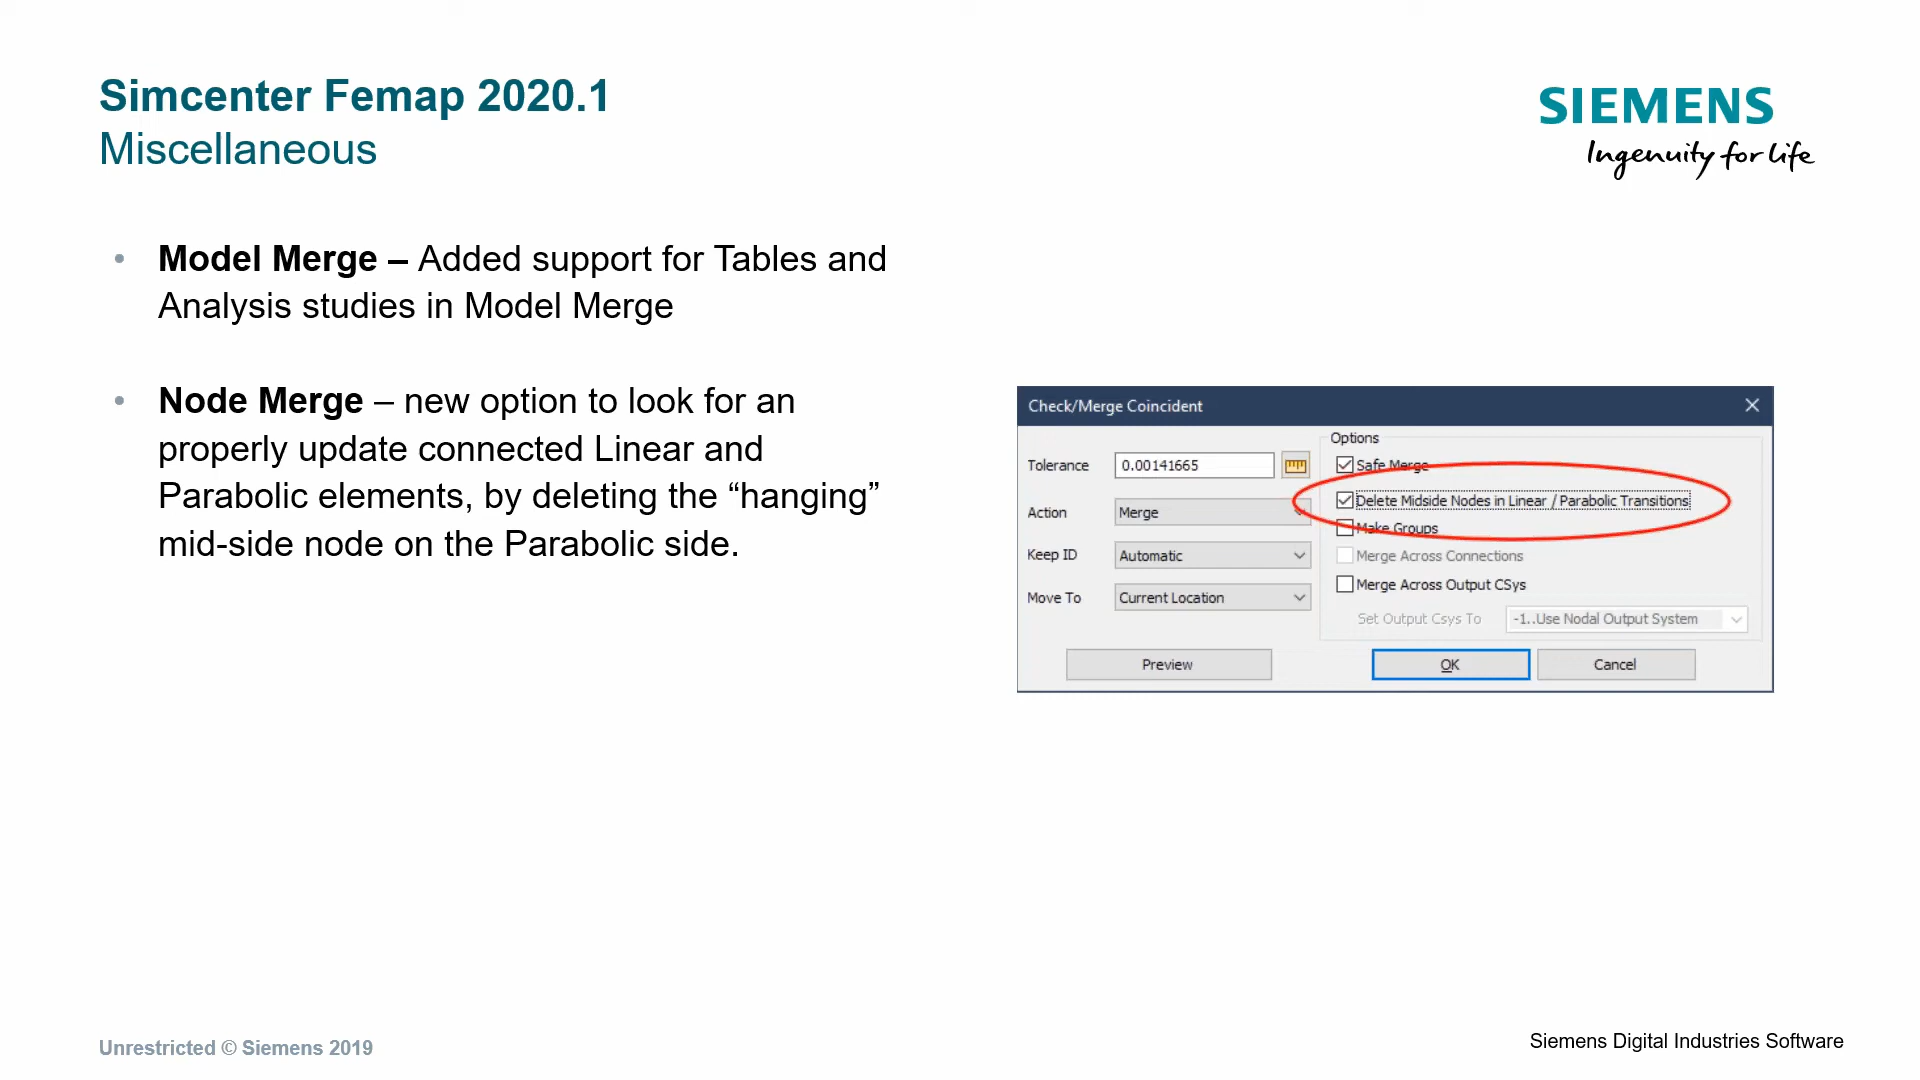 Simcenter Femap 2020.1
Miscellaneous
SIEMENS
Ingenuity for life
• Model Merge – Added support for Tables and
Analysis studies in Model Merge
• Node Merge – new option to look for an
properly update connected Linear and
Parabolic elements, by deleting the “hanging”
mid-side node on the Parabolic side.
Check/Merge Coincident
Tolerance 0.00141665
Action Merge
Keep ID Automatic
Move To Current Location
Preview
Options
Safe Merge
Delete Midside Nodes in Linear / Parabolic Transitions
Make Groups
Merge Across Connections
Merge Across Output CSys
Set Output Csys To -1..Use Nodal Output System
OK Cancel
Unrestricted © Siemens 2019
Siemens Digital Industries Software